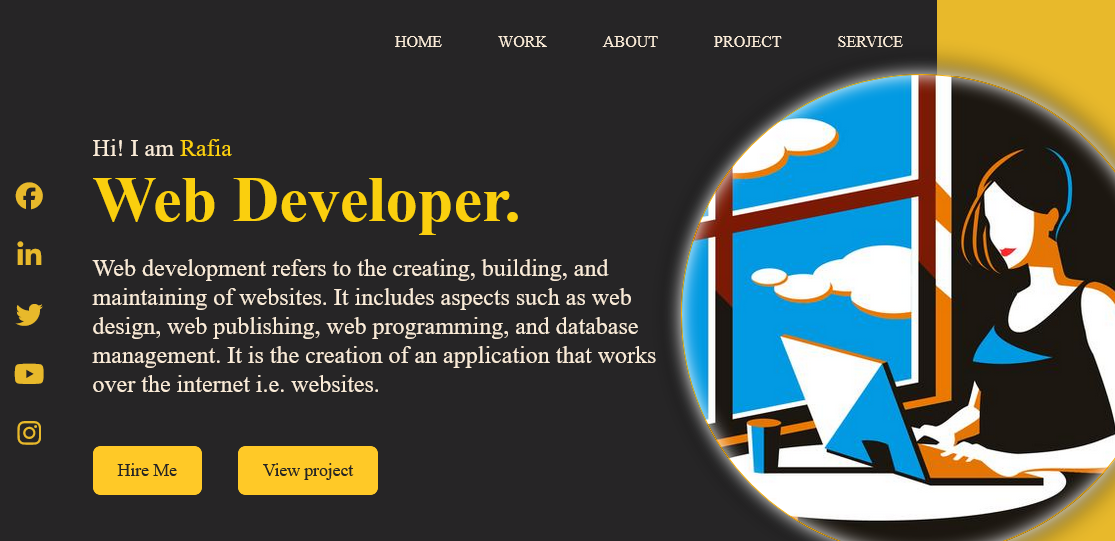 HOME WORK ABOUT PROJECT SERVICE
Hi! I am Rafia
Web Developer.
Web development refers to the creating, building, and
maintaining of websites. It includes aspects such as web
design, web publishing, web programming, and database
management. It is the creation of an application that works
over the internet i.e. websites.
Hire Me View project